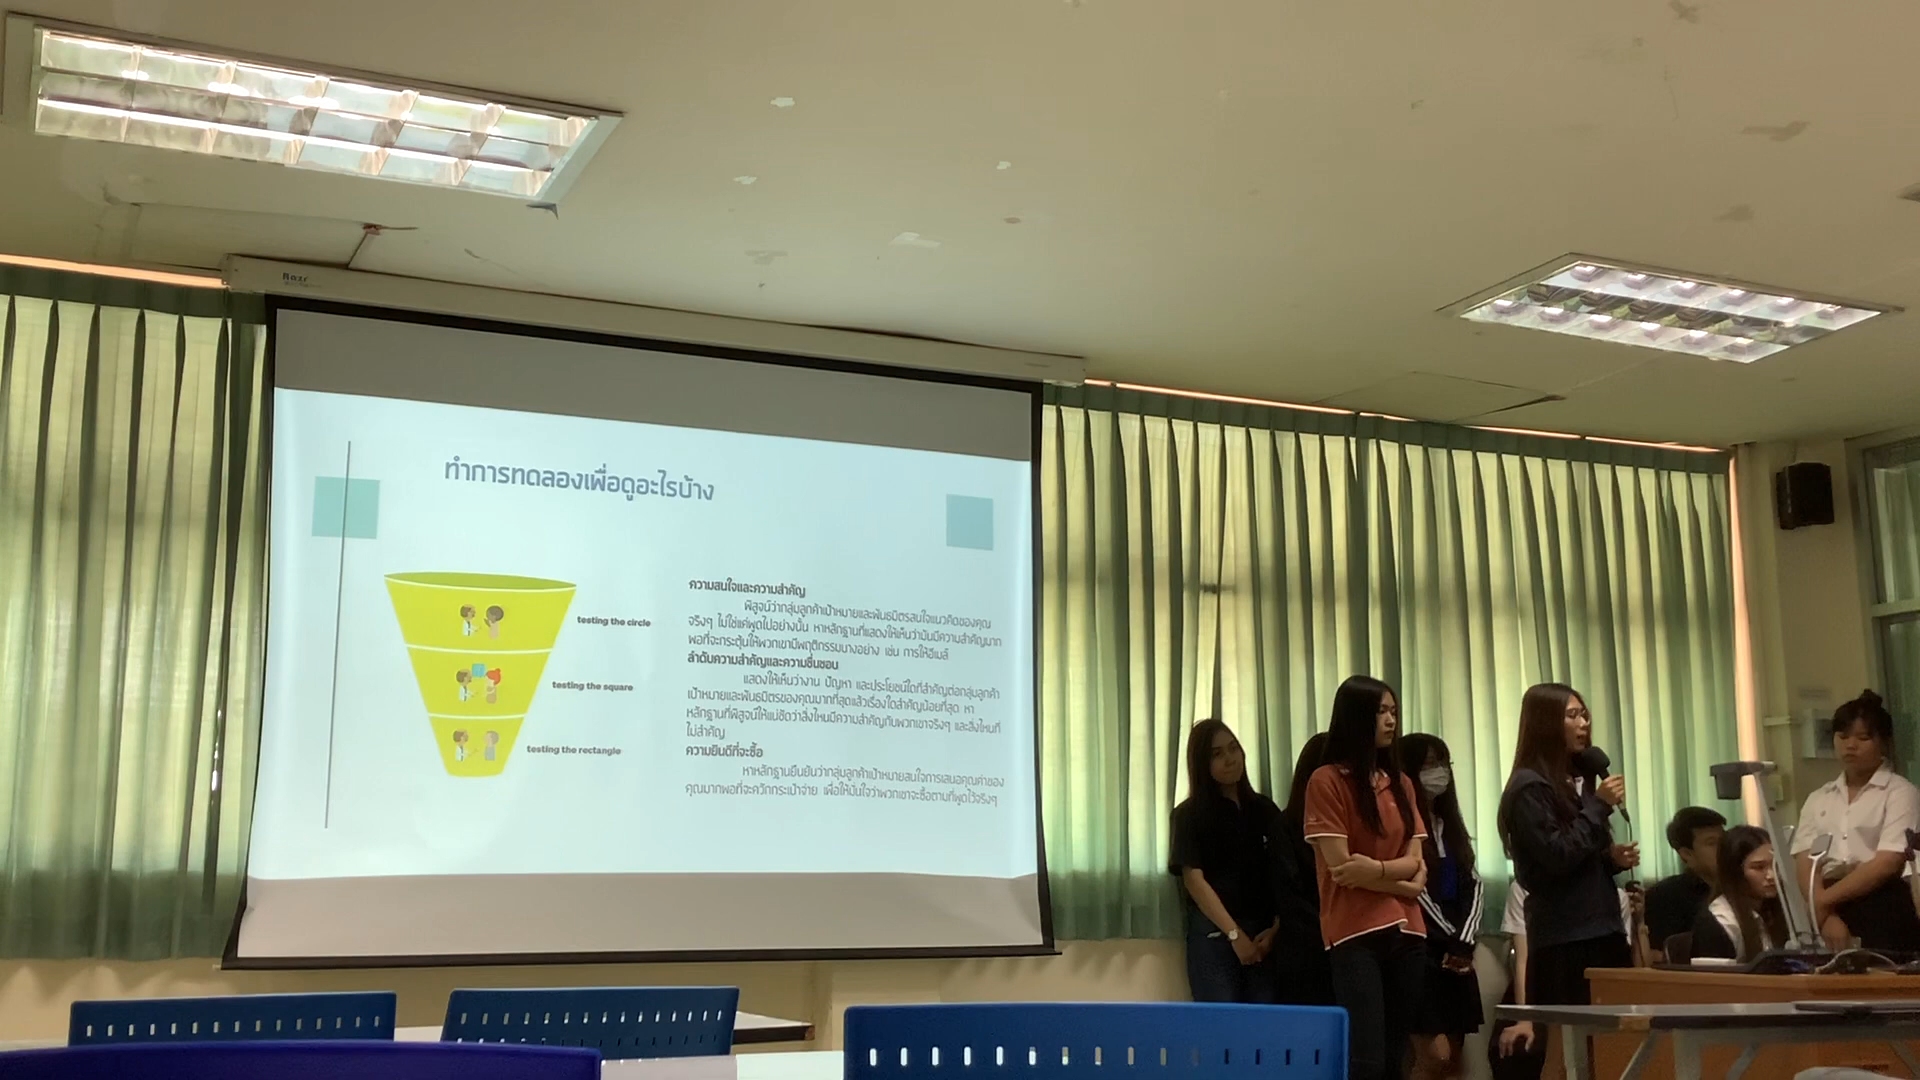 ทำการทดลองเพื่อดูอะไรบ้าง
testing the circle
testing the square
testing the rectangle
ความสนใจและความสำคัญ
พิสูจน์ว่ากลุ่มลูกค้าเป้าหมายและพันธมิตรสนใจแนวคิดของคุณ
จริงๆ ไม่ใช่แค่พูดไปอย่างนั้น หาหลักฐานที่แสดงให้เห็นว่ามันมีความสำคัญมาก
พอที่จะกระตุ้นให้พวกเขามีพฤติกรรมบางอย่าง เช่น การให้อีเมล์
ลำดับความสำคัญและความชื่นชอบ
แสดงให้เห็นว่างาน ปัญหา และประโยชน์ใดที่สำคัญต่อกลุ่มลูกค้า
เป้าหมายและพันธมิตรของคุณมากที่สุดแล้วเรื่องใดสำคัญน้อยที่สุด หา
หลักฐานที่พิสูจน์ให้แน่ชัดว่าสิ่งไหนมีความสำคัญกับพวกเขาจริงๆ และสิ่งไหนที่
ไม่สำคัญ
ความยินดีที่จะซื้อ
หาหลักฐานยืนยันว่ากลุ่มลูกค้าเป้าหมายสนใจการเสนอคุณค่าของ
คุณมากพอที่จะควักกระเป๋าจ่าย เพื่อให้มั่นใจว่าพวกเขาจะซื้อตามที่พูดไว้จริงๆ